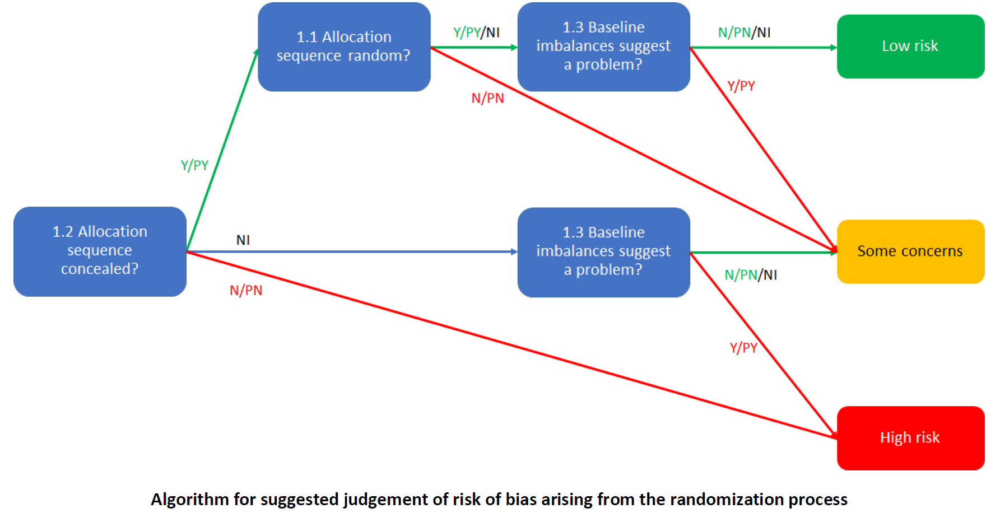 1.1 Allocation
sequence random?
Y/PY/NI
1.3 Baseline
imbalances suggest
a problem?
N/PN/NI
Low risk
Y/PY
N/PN
Y/PY
1.2 Allocation
sequence
concealed?
NI
N/PN
1.3 Baseline
imbalances suggest
a problem?
N/PN/NI
Some concerns
Y/PY
High risk
Algorithm for suggested judgement of risk of bias arising from the randomization process